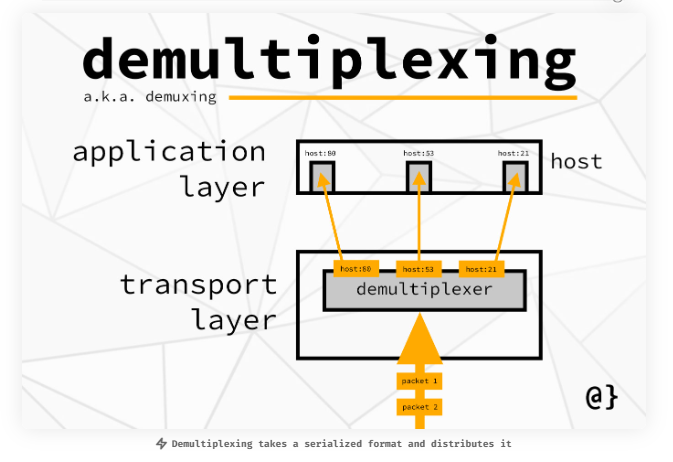 demultiplexing
a.k.a. demuxing
application
layer
host:80
host:53
host:21
host
transport
layer
host:80
host:53
host:21
demultiplexer
packet 1
packet 2
@}
Demultiplexing takes a serialized format and distributes it